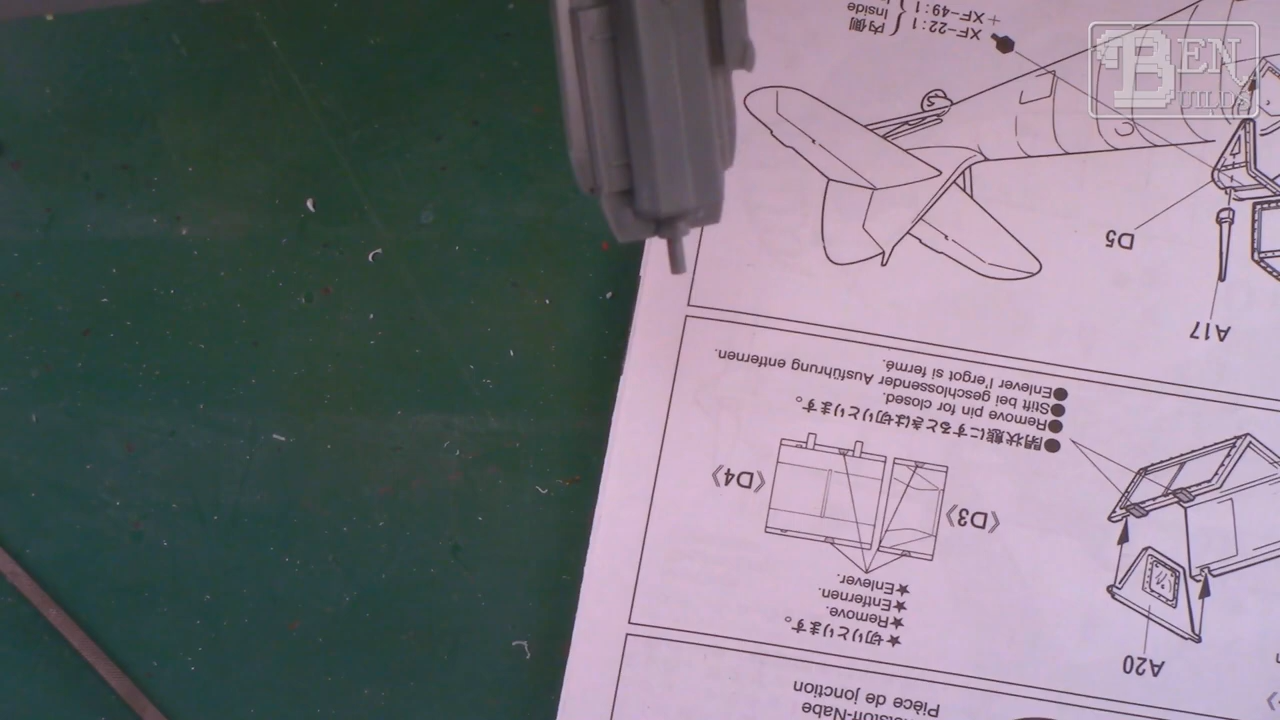 BEN
BUILDS
Pièce de jonction
A20
★切りとります。
★Remove.
★Entfernen.
★Enlever.
《D3》
《D4》
●閉状態にするときは切りとります。
●Remove pin for closed.
●Stift bei geschlossender Ausführung entfernen.
●Enlever l'ergot si fermé.
A17
D5
内側
Inside
XF-22:1
+ XF-49:1